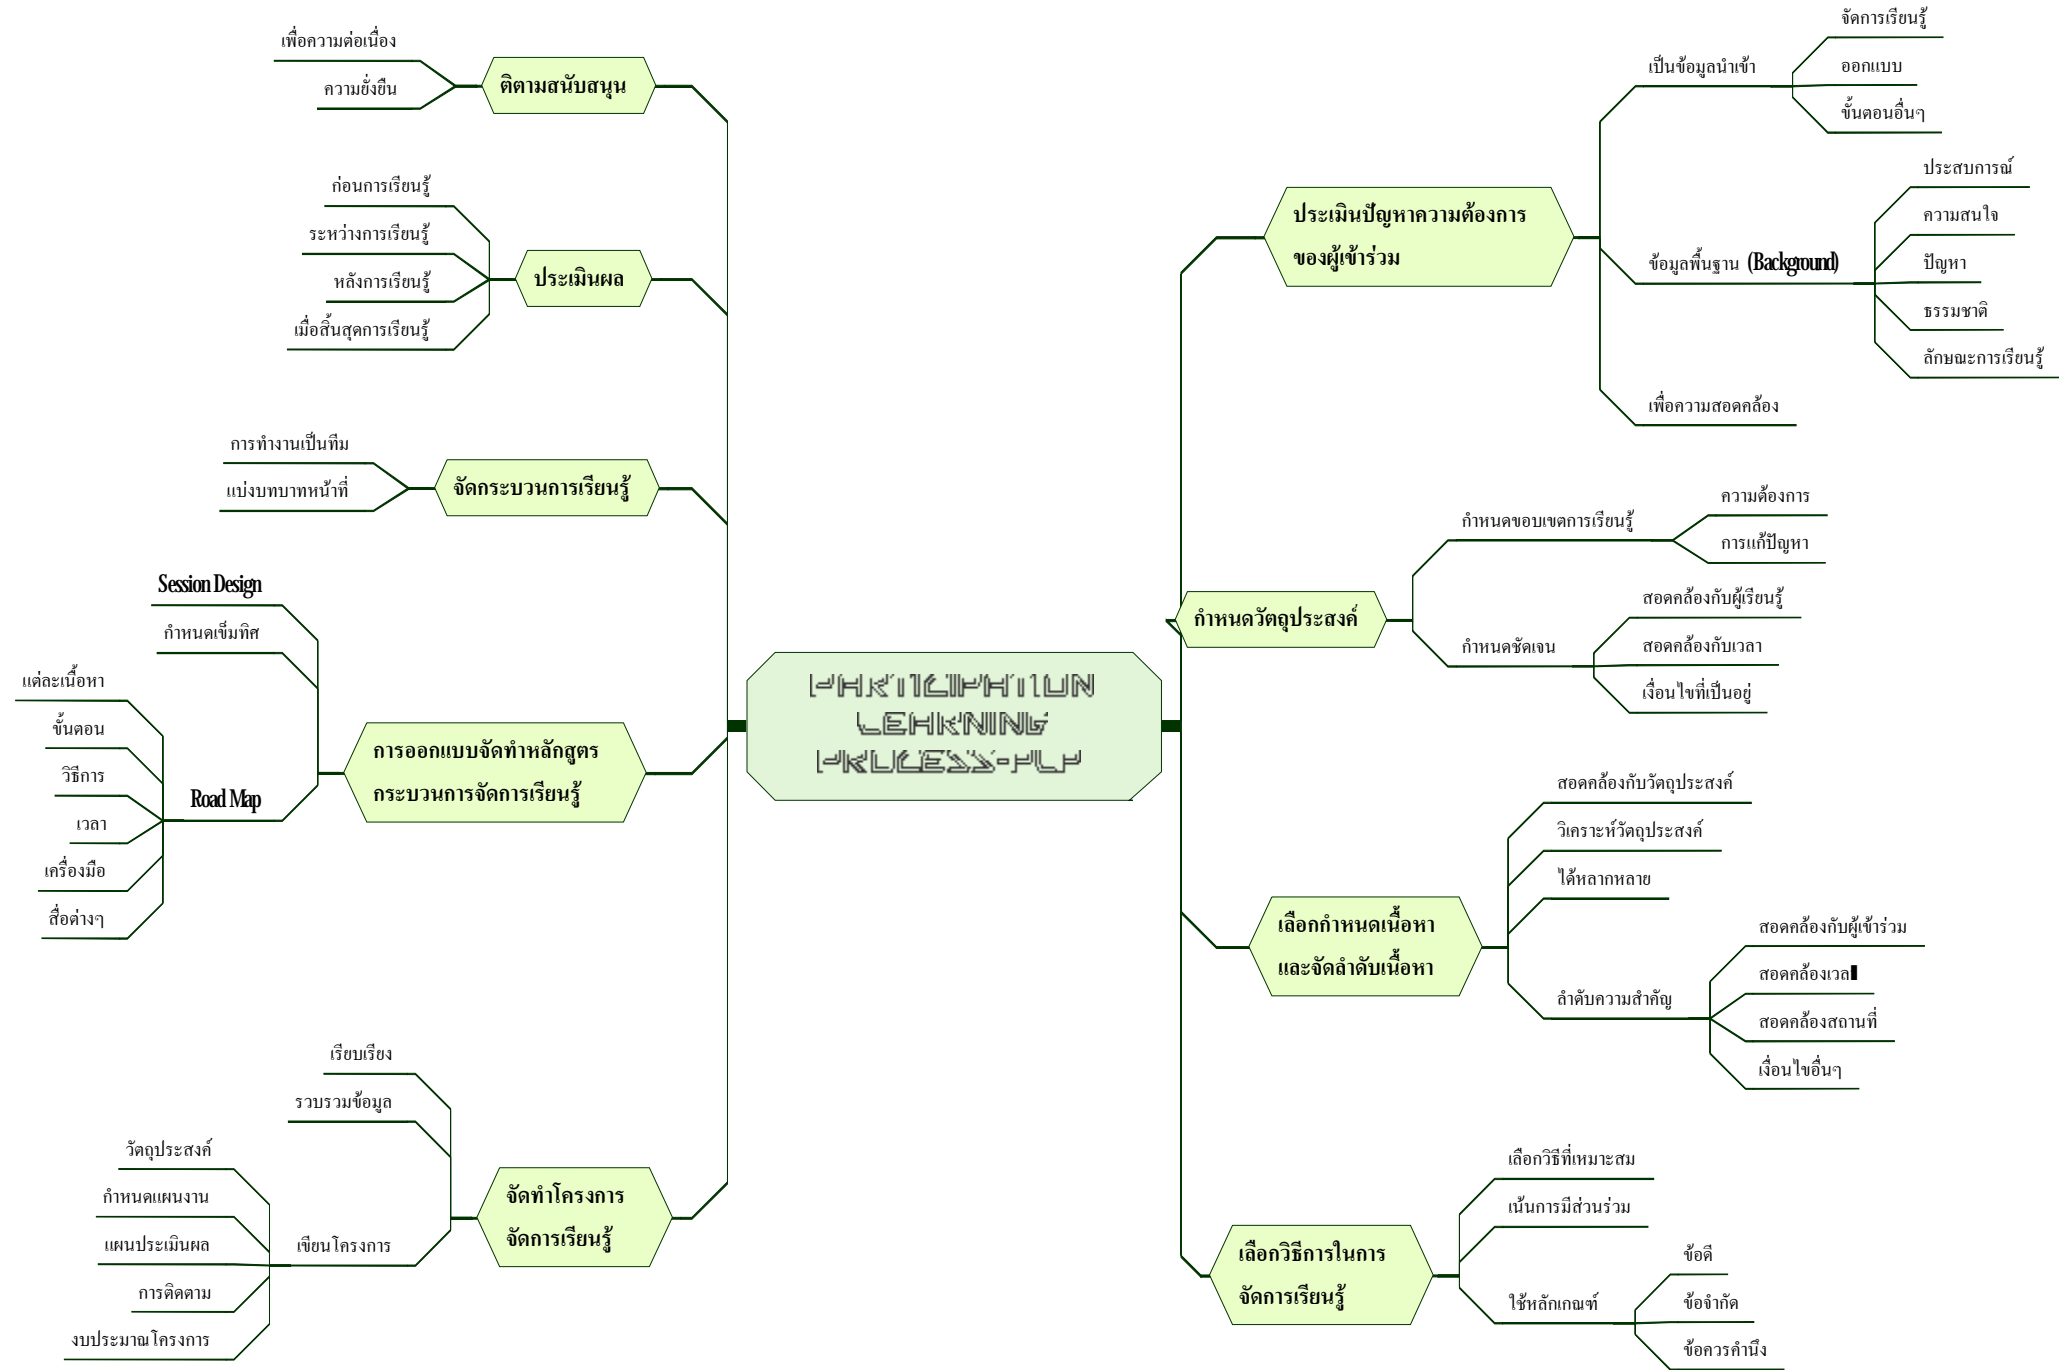 PARTICIPATION
LEARNING
PROCESS-PLP
ประเมินปัญหาความต้องการ
ของผู้เข้าร่วม
เป็นข้อมูลนำเข้า
จัดการเรียนรู้
ออกแบบ
ขั้นตอนอื่นๆ
ข้อมูลพื้นฐาน (Background)
ประสบการณ์
ความสนใจ
ปัญหา
ธรรมชาติ
ลักษณะการเรียนรู้
เพื่อความสอดคล้อง
กำหนดวัตถุประสงค์
กำหนดขอบเขตการเรียนรู้
ความต้องการ
การแก้ปัญหา
กำหนดชัดเจน
สอดคล้องกับผู้เรียนรู้
สอดคล้องกับเวลา
เงื่อนไขที่เป็นอยู่
เลือกกำหนดเนื้อหา
และจัดลำดับเนื้อหา
สอดคล้องกับวัตถุประสงค์
วิเคราะห์วัตถุประสงค์
ได้หลากหลาย
ลำดับความสำคัญ
สอดคล้องกับผู้เข้าร่วม
สอดคล้องเวล
สอดคล้องสถานที่
เงื่อนไขอื่นๆ
เลือกวิธีการในการ
จัดการเรียนรู้
เลือกวิธีที่เหมาะสม
เน้นการมีส่วนร่วม
ใช้หลักเกณฑ์
ข้อดี
ข้อจำกัด
ข้อควรคำนึง
จัดทำโครงการ
จัดการเรียนรู้
เรียบเรียง
รวบรวมข้อมูล
เขียนโครงการ
วัตถุประสงค์
กำหนดแผนงาน
แผนประเมินผล
การติดตาม
งบประมาณโครงการ
การออกแบบจัดทำหลักสูตร
กระบวนการจัดการเรียนรู้
Session Design
กำหนดเข็มทิศ
Road Map
แต่ละเนื้อหา
ขั้นตอน
วิธีการ
เวลา
เครื่องมือ
สื่อต่างๆ
จัดกระบวนการเรียนรู้
การทำงานเป็นทีม
แบ่งบทบาทหน้าที่
ประเมินผล
ก่อนการเรียนรู้
ระหว่างการเรียนรู้
หลังการเรียนรู้
เมื่อสิ้นสุดการเรียนรู้
ติตามสนับสนุน
เพื่อความต่อเนื่อง
ความยั่งยืน